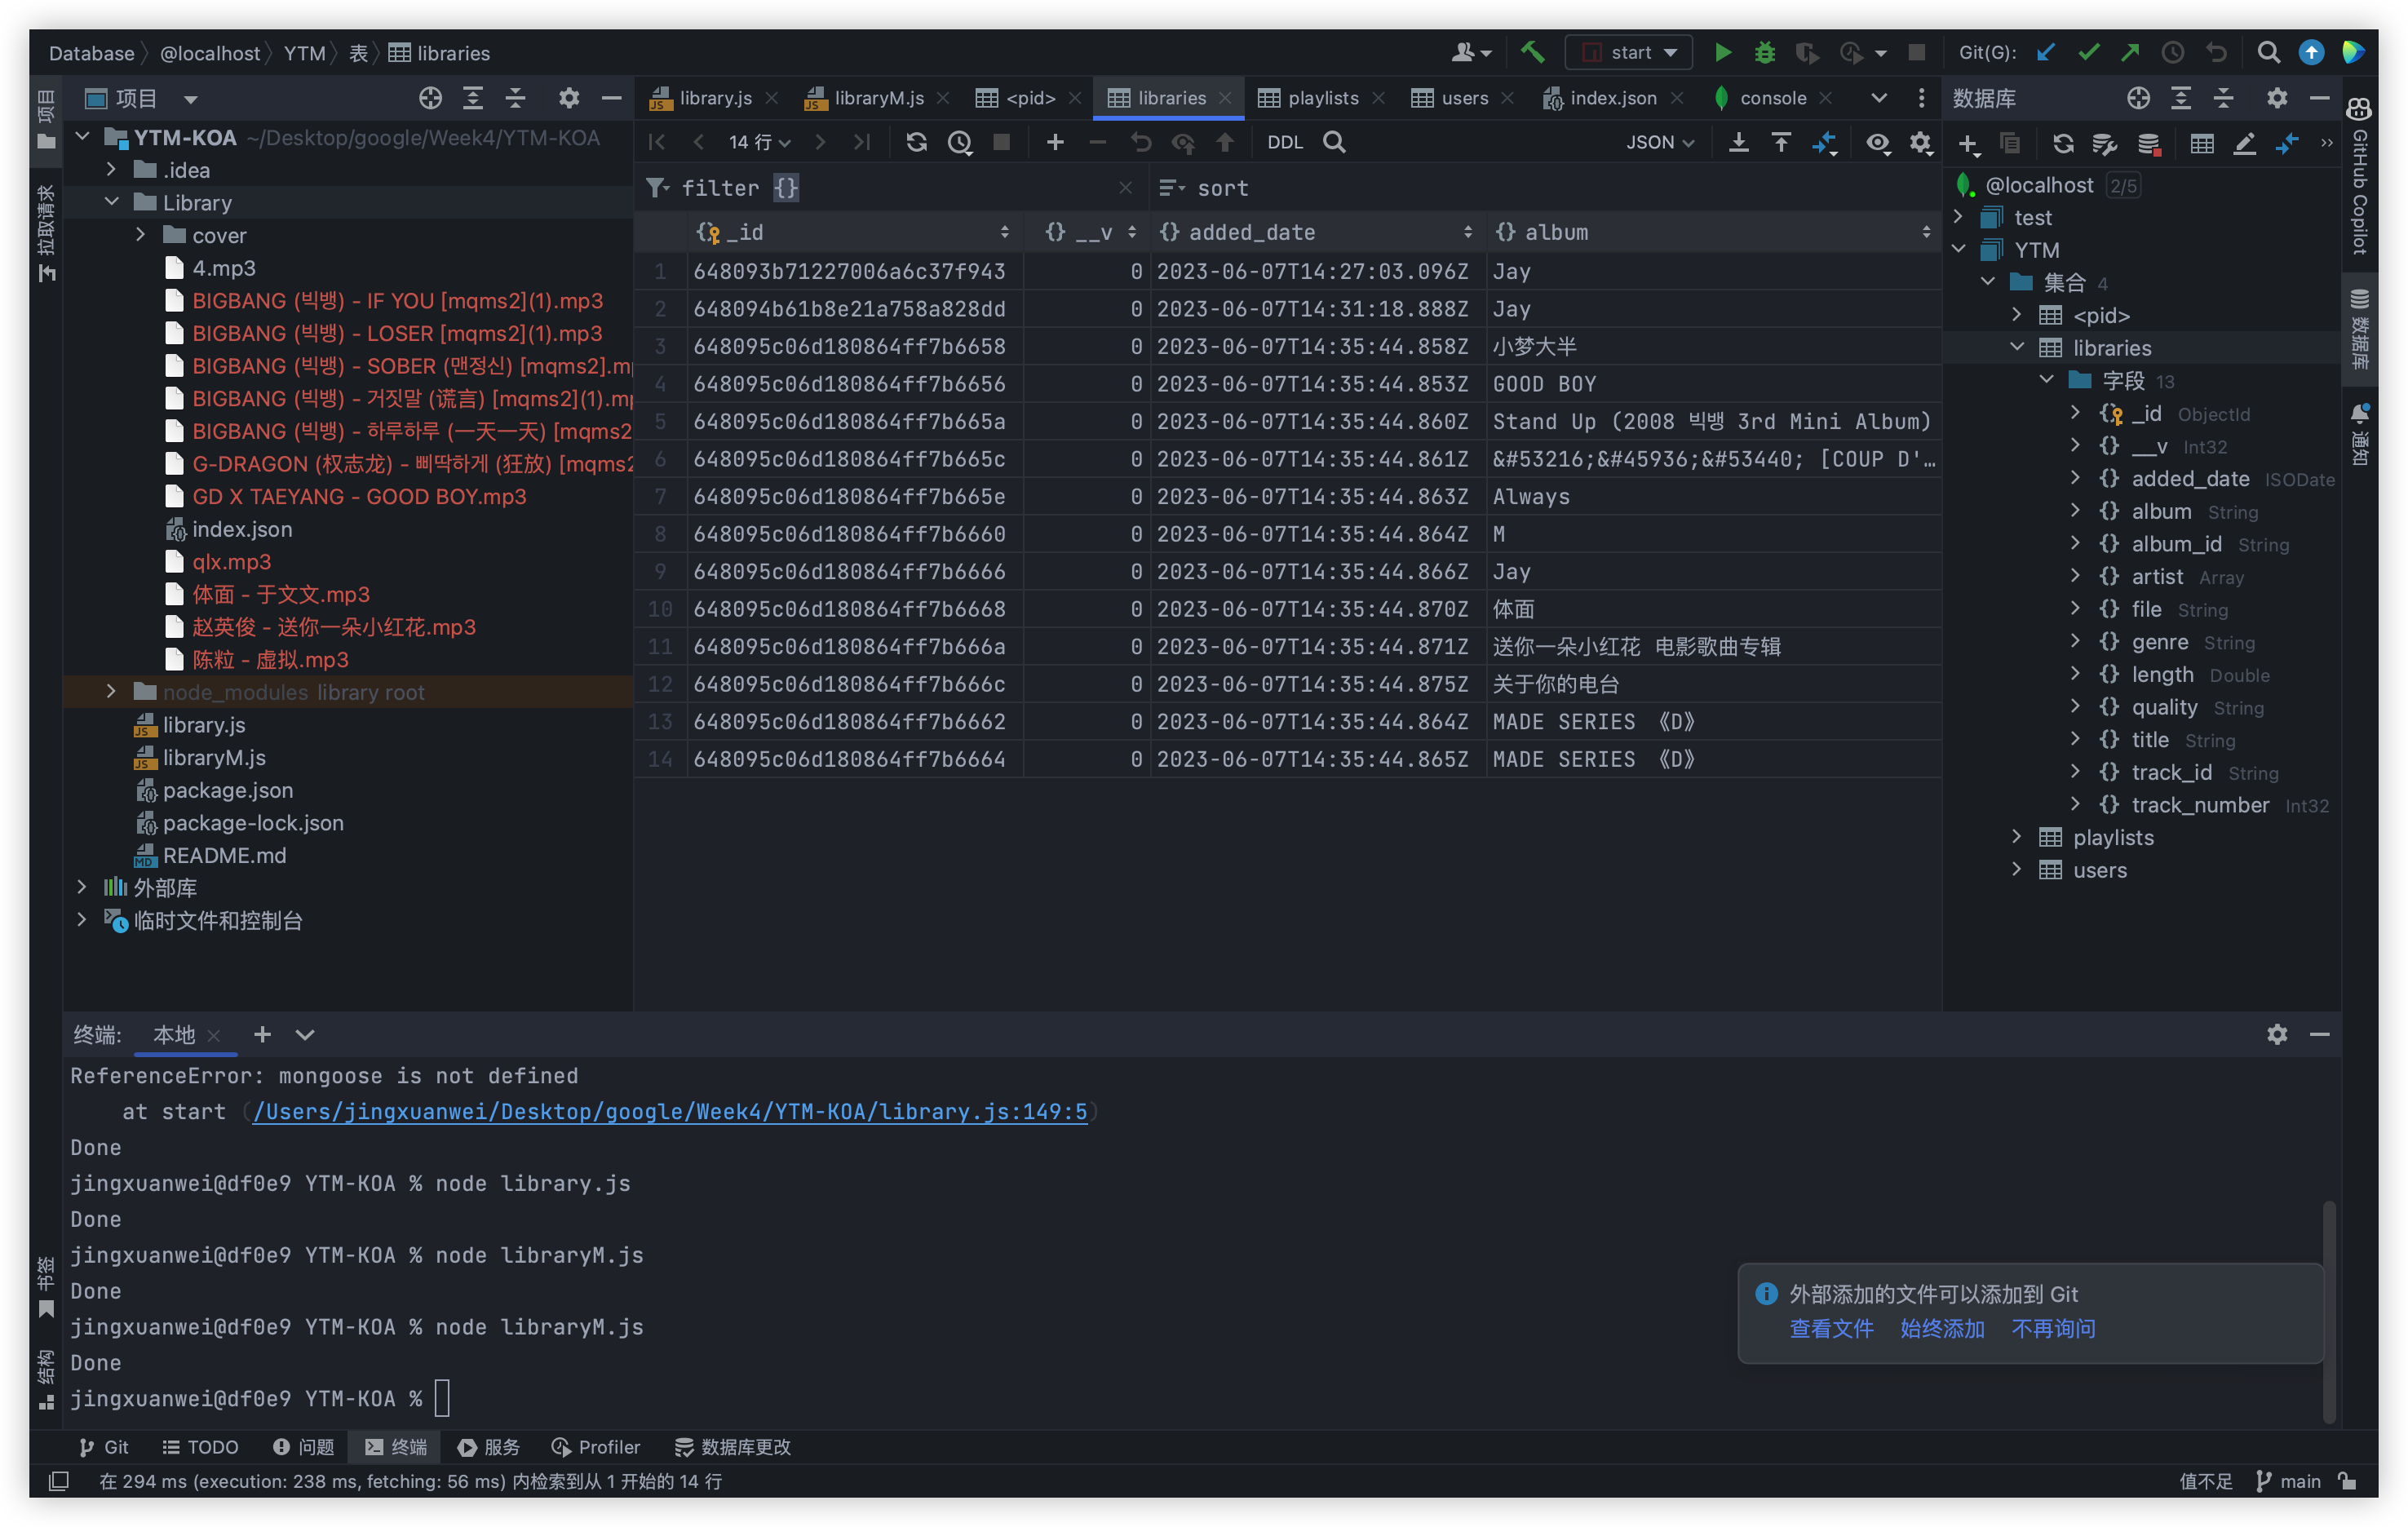 Database @localhost YTM 表 libraries
start Git(G):
项目
library.js libraryM.js <pid> libraries playlists users index.json console
数据库
YTM-KOA ~/Desktop/google/Week4/YTM-KOA
.idea
Library
cover
4.mp3
BIGBANG (빅뱅) - IF YOU [mqms2](1).mp3
BIGBANG (빅뱅) - LOSER [mqms2](1).mp3
BIGBANG (빅뱅) - SOBER (맨정신) [mqms2].m
BIGBANG (빅뱅) - 거짓말 (谎言) [mqms2](1).m
BIGBANG (빅뱅) - 하루하루 (一天一天) [mqms2
G-DRAGON (权志龙) - 삐딱하게 (狂放) [mqms2
GD X TAEYANG - GOOD BOY.mp3
index.json
qlx.mp3
体面 - 于文文.mp3
赵英俊 - 送你一朵小红花.mp3
陈粒 - 虚拟.mp3
node_modules library root
library.js
libraryM.js
package.json
package-lock.json
README.md
外部库
临时文件和控制台
14 行 DDL JSON
filter {} sort
_id __v added_date album
1 648093b71227006a6c37f943 0 2023-06-07T14:27:03.096Z Jay
2 648094b61b8e21a758a828dd 0 2023-06-07T14:31:18.888Z Jay
3 648095c06d180864ff7b6658 0 2023-06-07T14:35:44.858Z 小梦大半
4 648095c06d180864ff7b6656 0 2023-06-07T14:35:44.853Z GOOD BOY
5 648095c06d180864ff7b665a 0 2023-06-07T14:35:44.860Z Stand Up (2008 빅뱅 3rd Mini Album)
6 648095c06d180864ff7b665c 0 2023-06-07T14:35:44.861Z &#53216;&#45936;&#53440; [COUP D'…
7 648095c06d180864ff7b665e 0 2023-06-07T14:35:44.863Z Always
8 648095c06d180864ff7b6660 0 2023-06-07T14:35:44.864Z M
9 648095c06d180864ff7b6666 0 2023-06-07T14:35:44.866Z Jay
10 648095c06d180864ff7b6668 0 2023-06-07T14:35:44.870Z 体面
11 648095c06d180864ff7b666a 0 2023-06-07T14:35:44.871Z 送你一朵小红花 电影歌曲专辑
12 648095c06d180864ff7b666c 0 2023-06-07T14:35:44.875Z 关于你的电台
13 648095c06d180864ff7b6662 0 2023-06-07T14:35:44.864Z MADE SERIES 《D》
14 648095c06d180864ff7b6664 0 2023-06-07T14:35:44.865Z MADE SERIES 《D》
@localhost 2/5
test
YTM
集合 4
<pid>
libraries
字段 13
_id ObjectId
__v Int32
added_date ISODate
album String
album_id String
artist Array
file String
genre String
length Double
quality String
title String
track_id String
track_number Int32
playlists
users
项目
拉取请求
书签
结构
GitHub Copilot
数据库
通知
终端: 本地
ReferenceError: mongoose is not defined
at start (/Users/jingxuanwei/Desktop/google/Week4/YTM-KOA/library.js:149:5)
Done
jingxuanwei@df0e9 YTM-KOA % node library.js
Done
jingxuanwei@df0e9 YTM-KOA % node libraryM.js
Done
jingxuanwei@df0e9 YTM-KOA % node libraryM.js
Done
jingxuanwei@df0e9 YTM-KOA %
外部添加的文件可以添加到 Git
查看文件 始终添加 不再询问
Git TODO 问题 终端 服务 Profiler 数据库更改
在 294 ms (execution: 238 ms, fetching: 56 ms) 内检索到从 1 开始的 14 行
值不足 main